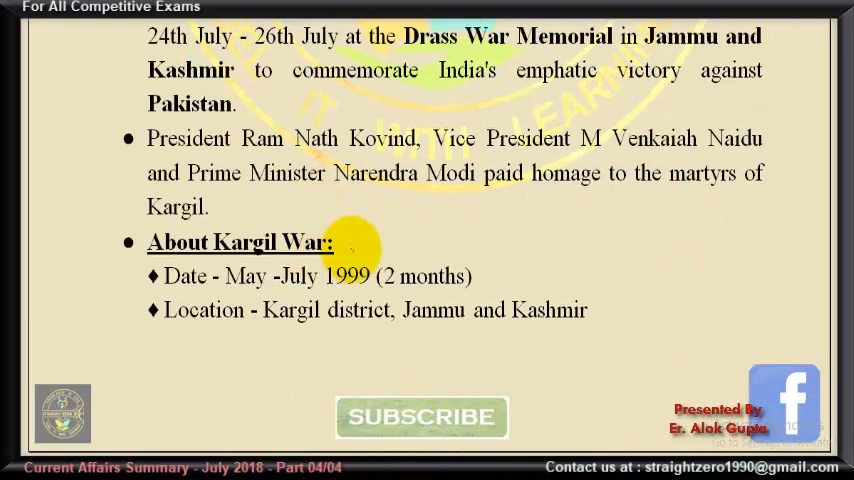 For All Competitive Exams
24th July - 26th July at the Drass War Memorial in Jammu and
Kashmir to commemorate India's emphatic victory against
Pakistan.
● President Ram Nath Kovind, Vice President M Venkaiah Naidu
and Prime Minister Narendra Modi paid homage to the martyrs of
Kargil.
● About Kargil War:
♦ Date - May -July 1999 (2 months)
♦ Location - Kargil district, Jammu and Kashmir
IT WITH LEARNING
SUBSCRIBE
f
Presented By
Er. Alok Gupta
Current Affairs Summary - July 2018 - Part 04/04
Contact us at : straightzero1990@gmail.com